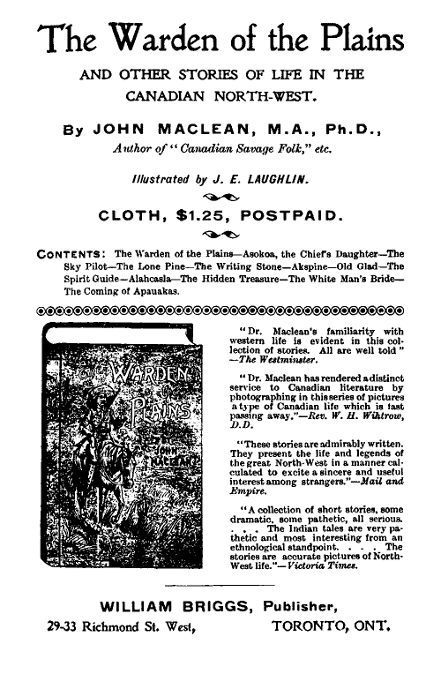 The Warden of the Plains
AND OTHER STORIES OF LIFE IN THE
CANADIAN NORTH-WEST.
By JOHN MACLEAN, M.A., Ph.D.,
Author of "Canadian Savage Folk," etc.
Illustrated by J. E. LAUGHLIN.
CLOTH, $1.25, POSTPAID.
CONTENTS: The Warden of the Plains—Asokoa, the Chief's Daughter—The
Sky Pilot—The Lone Pine—The Writing Stone—Akspine—Old Glad—The
Spirit Guide—Alahcasla—The Hidden Treasure—The White Man's Bride—
The Coming of Apauakas.
WARDEN
OF THE
PLAINS
BY
JOHN
MACLEAN
"Dr. Maclean's familiarity with
western life is evident in this col-
lection of stories. All are well told"
—The Westminster.
"Dr. Maclean has rendered a distinct
service to Canadian literature by
photographing in this series of pictures
a type of Canadian life which is fast
passing away."—Rev. W. H. Withrow,
D.D.
"These stories are admirably written.
They present the life and legends of
the great North-West in a manner cal-
culated to excite a sincere and useful
interest among strangers."—Mail and
Empire.
"A collection of short stories, some
dramatic, some pathetic, all serious.
. . . The Indian tales are very pa-
thetic and most interesting from an
ethnological standpoint. . . . The
stories are accurate pictures of North-
West life."—Victoria Times.
WILLIAM BRIGGS, Publisher,
29-33 Richmond St. West, TORONTO, ONT.